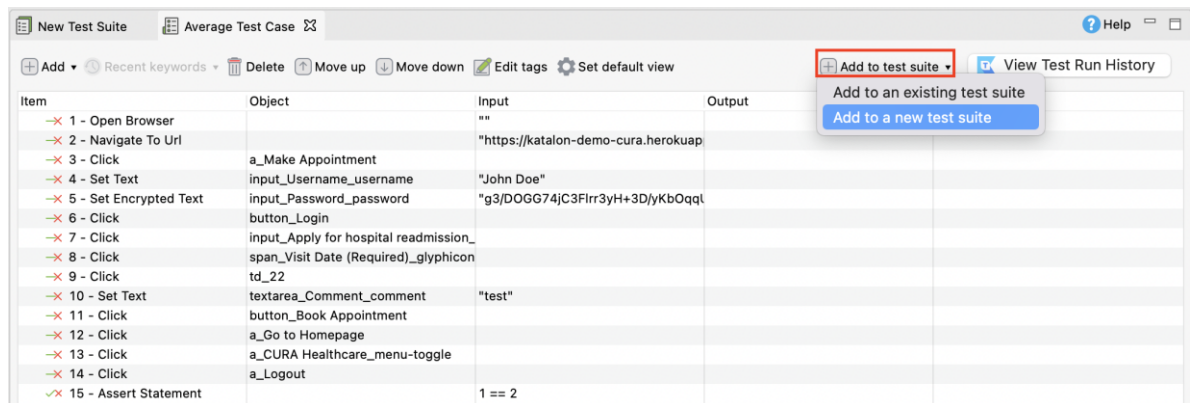 New Test Suite Average Test Case Help
Add Recent keywords Delete Move up Move down Edit tags Set default view Add to test suite View Test Run History
Add to an existing test suite
Add to a new test suite
Item Object Input Output
1 - Open Browser ""
2 - Navigate To Url "https://katalon-demo-cura.herokuap
3 - Click a_Make Appointment
4 - Set Text input_Username_username "John Doe"
5 - Set Encrypted Text input_Password_password "g3/DOGG74jC3Flrr3yH+3D/yKbOqqU
6 - Click button_Login
7 - Click input_Apply for hospital readmission_
8 - Click span_Visit Date (Required)_glyphicon
9 - Click td_22
10 - Set Text textarea_Comment_comment "test"
11 - Click button_Book Appointment
12 - Click a_Go to Homepage
13 - Click a_CURA Healthcare_menu-toggle
14 - Click a_Logout
15 - Assert Statement 1 == 2